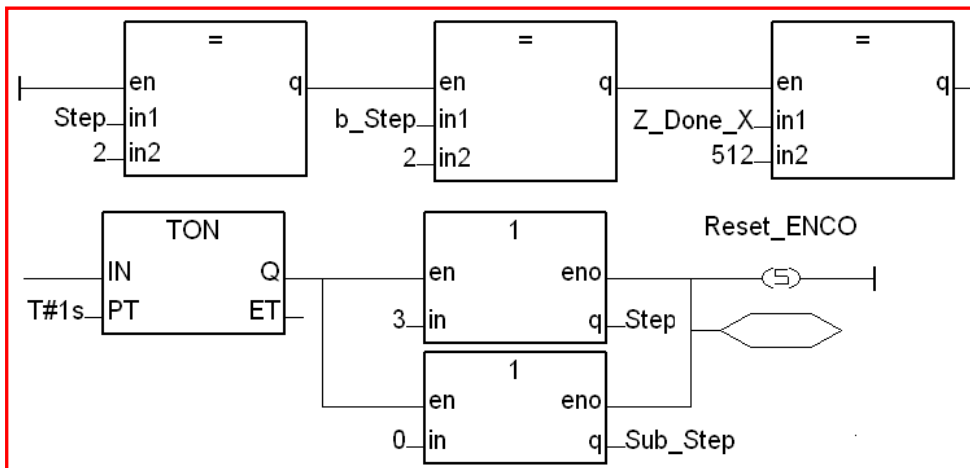 = = =
en q en q en q
Step in1 b_Step in1 Z_Done_X in1
2 in2 2 in2 512 in2
TON 1 Reset_ENCO
IN Q en eno S
T#1s PT ET 3 in q Step
1
en eno
0 in q Sub_Step